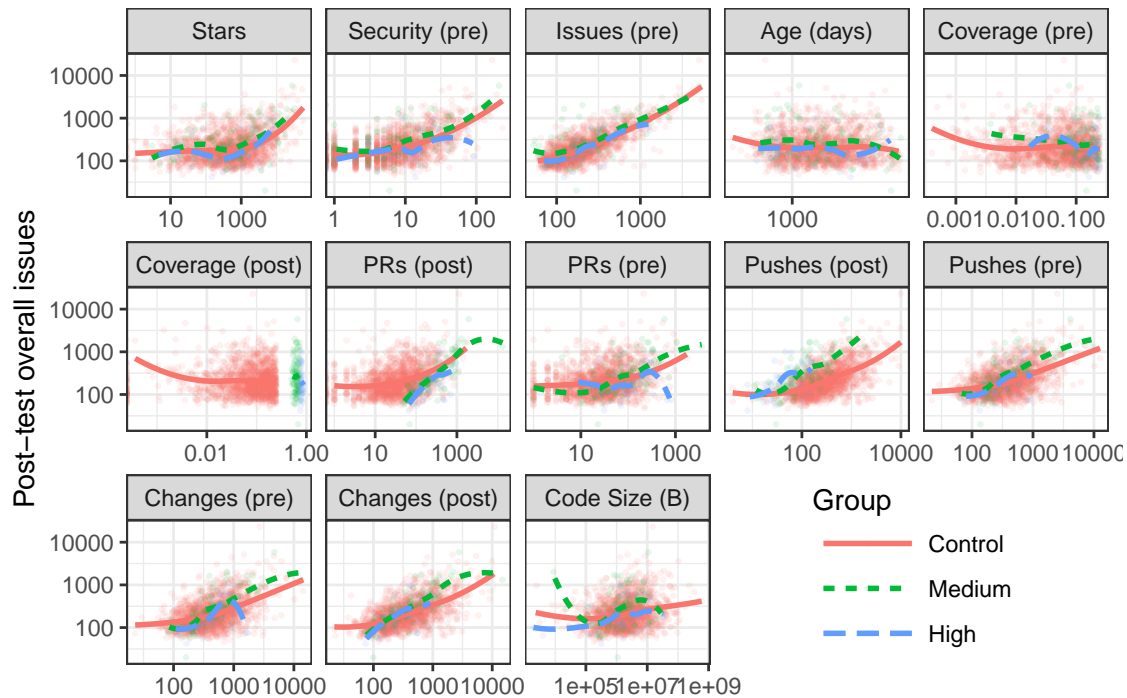 Post−test overall issues
Stars
Security (pre)
Issues (pre)
Age (days)
Coverage (pre)
10000
1000
100
10 1000
1 10 100
100 1000
1000
0.001 0.010 0.100
Coverage (post)
PRs (post)
PRs (pre)
Pushes (post)
Pushes (pre)
10000
1000
100
0.01 1.00
10 1000
10 1000
100 10000
100 1000 10000
Changes (pre)
Changes (post)
Code Size (B)
10000
1000
100
100 1000 10000
100 1000 10000
1e+05 1e+07 1e+09
Group
Control
Medium
High